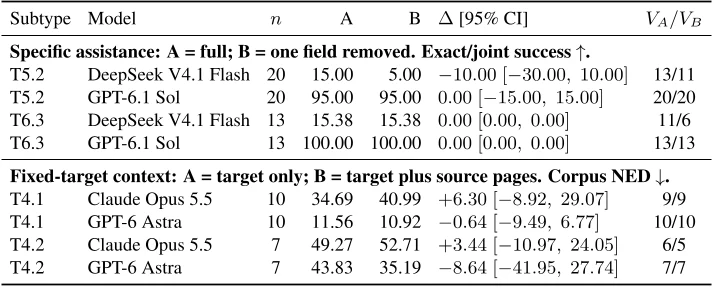 Subtype Model n A B Δ [95% CI] V_A/V_B
Specific assistance: A = full; B = one field removed. Exact/joint success ↑.
T5.2 DeepSeek V4.1 Flash 20 15.00 5.00 −10.00 [−30.00, 10.00] 13/11
T5.2 GPT-6.1 Sol 20 95.00 95.00 0.00 [−15.00, 15.00] 20/20
T6.3 DeepSeek V4.1 Flash 13 15.38 15.38 0.00 [0.00, 0.00] 11/6
T6.3 GPT-6.1 Sol 13 100.00 100.00 0.00 [0.00, 0.00] 13/13
Fixed-target context: A = target only; B = target plus source pages. Corpus NED ↓.
T4.1 Claude Opus 5.5 10 34.69 40.99 +6.30 [−8.92, 29.07] 9/9
T4.1 GPT-6 Astra 10 11.56 10.92 −0.64 [−9.49, 6.77] 10/10
T4.2 Claude Opus 5.5 7 49.27 52.71 +3.44 [−10.97, 24.05] 6/5
T4.2 GPT-6 Astra 7 43.83 35.19 −8.64 [−41.95, 27.74] 7/7